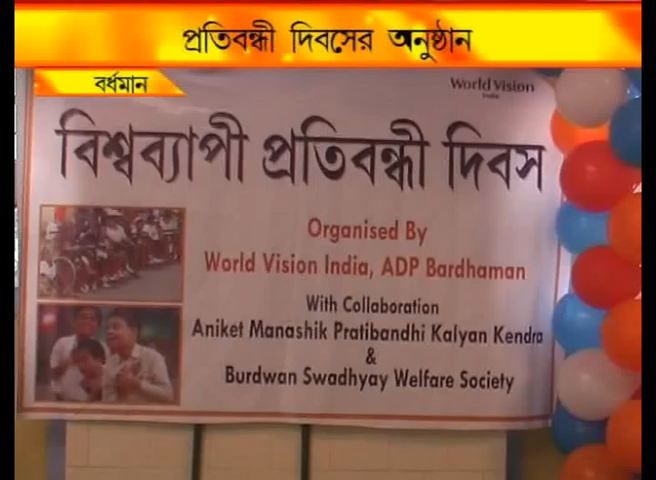 প্রতিবন্ধী দিবসের অনুষ্ঠান
বর্ধমান
World Vision
India
বিশ্বব্যাপী প্রতিবন্ধী দিবস
Organised By
World Vision India, ADP Bardhaman
With Collaboration
Aniket Manashik Pratibandhi Kalyan Kendra
&
Burdwan Swadhyay Welfare Society